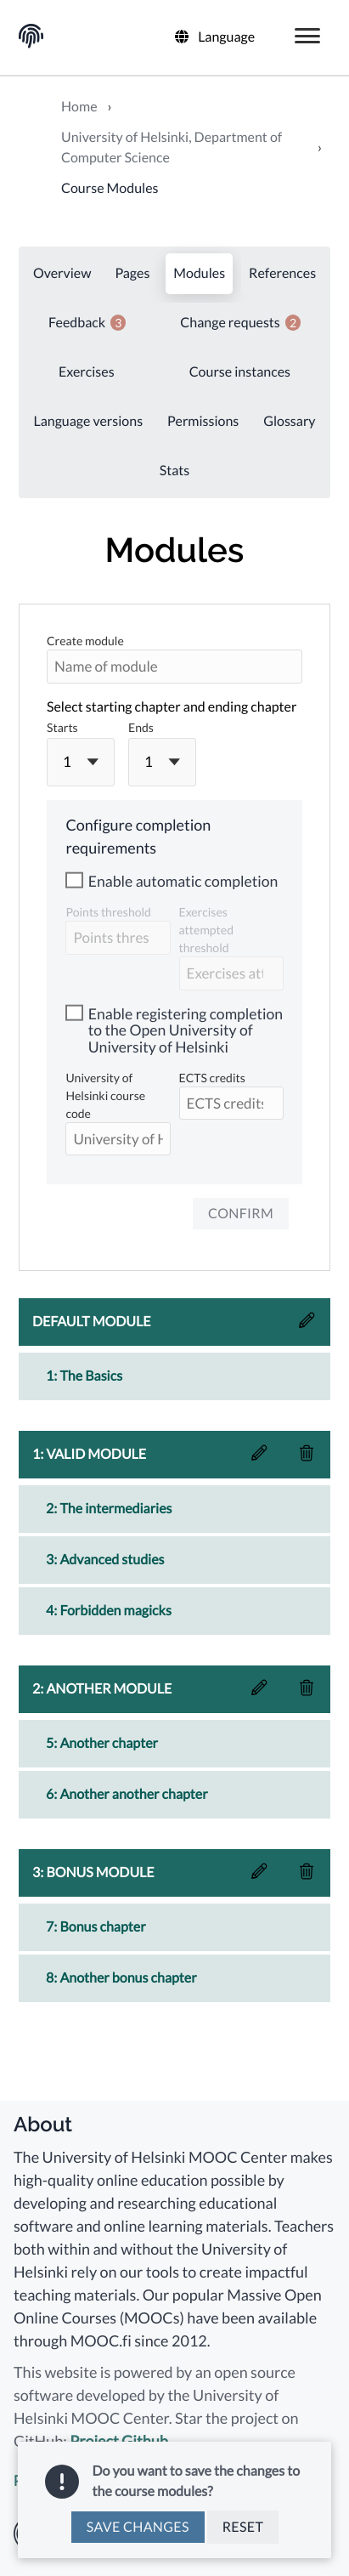 Language
Home ›
University of Helsinki, Department of
Computer Science ›
Course Modules
Overview Pages Modules References
Feedback 3 Change requests 2
Exercises Course instances
Language versions Permissions Glossary
Stats
Modules
Create module
Name of module
Select starting chapter and ending chapter
Starts Ends
1 1
Configure completion
requirements
Enable automatic completion
Points threshold
Points thres
Exercises
attempted
threshold
Exercises att
Enable registering completion
to the Open University of
University of Helsinki
University of
Helsinki course
code
University of H
ECTS credits
ECTS credits
CONFIRM
DEFAULT MODULE
1: The Basics
1: VALID MODULE
2: The intermediaries
3: Advanced studies
4: Forbidden magicks
2: ANOTHER MODULE
5: Another chapter
6: Another another chapter
3: BONUS MODULE
7: Bonus chapter
8: Another bonus chapter
About
The University of Helsinki MOOC Center makes
high-quality online education possible by
developing and researching educational
software and online learning materials. Teachers
both within and without the University of
Helsinki rely on our tools to create impactful
teaching materials. Our popular Massive Open
Online Courses (MOOCs) have been available
through MOOC.fi since 2012.
This website is powered by an open source
software developed by the University of
Helsinki MOOC Center. Star the project on
GitHub: Project Github
Do you want to save the changes to
the course modules?
SAVE CHANGES RESET